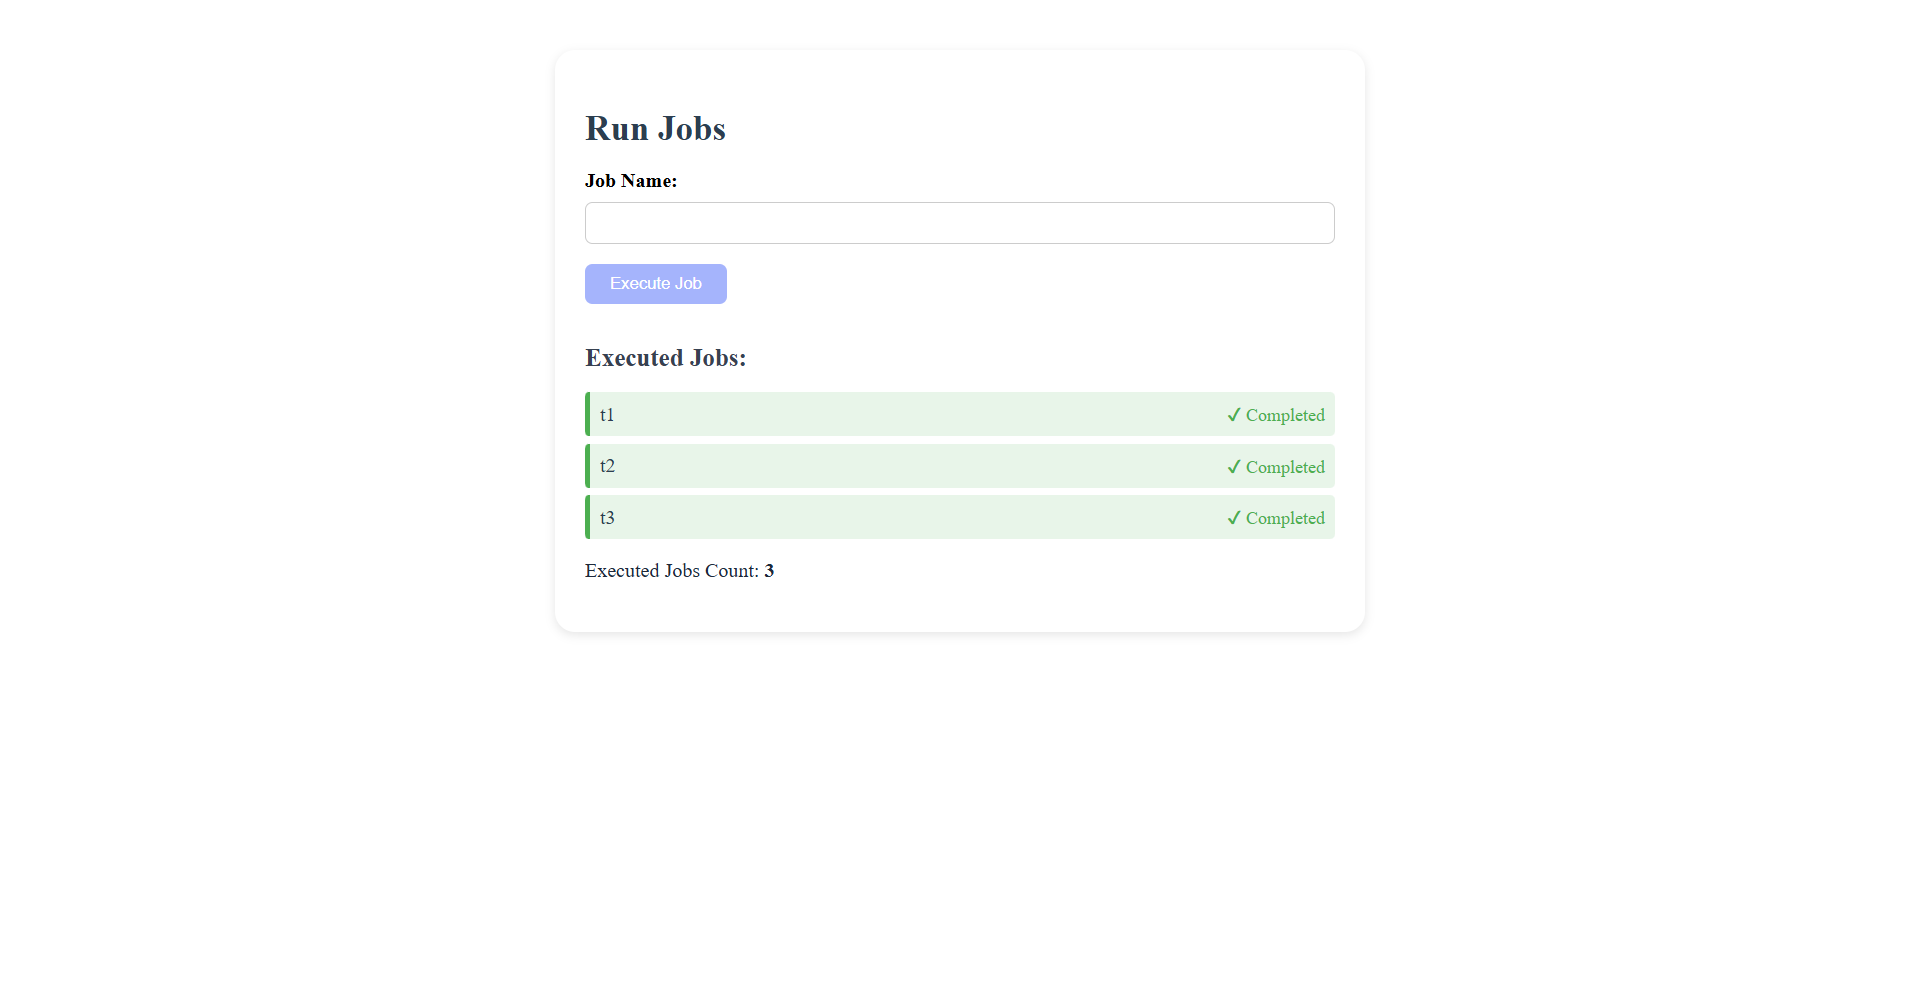 Run Jobs
Job Name:
Execute Job
Executed Jobs:
t1 ✓ Completed
t2 ✓ Completed
t3 ✓ Completed
Executed Jobs Count: 3